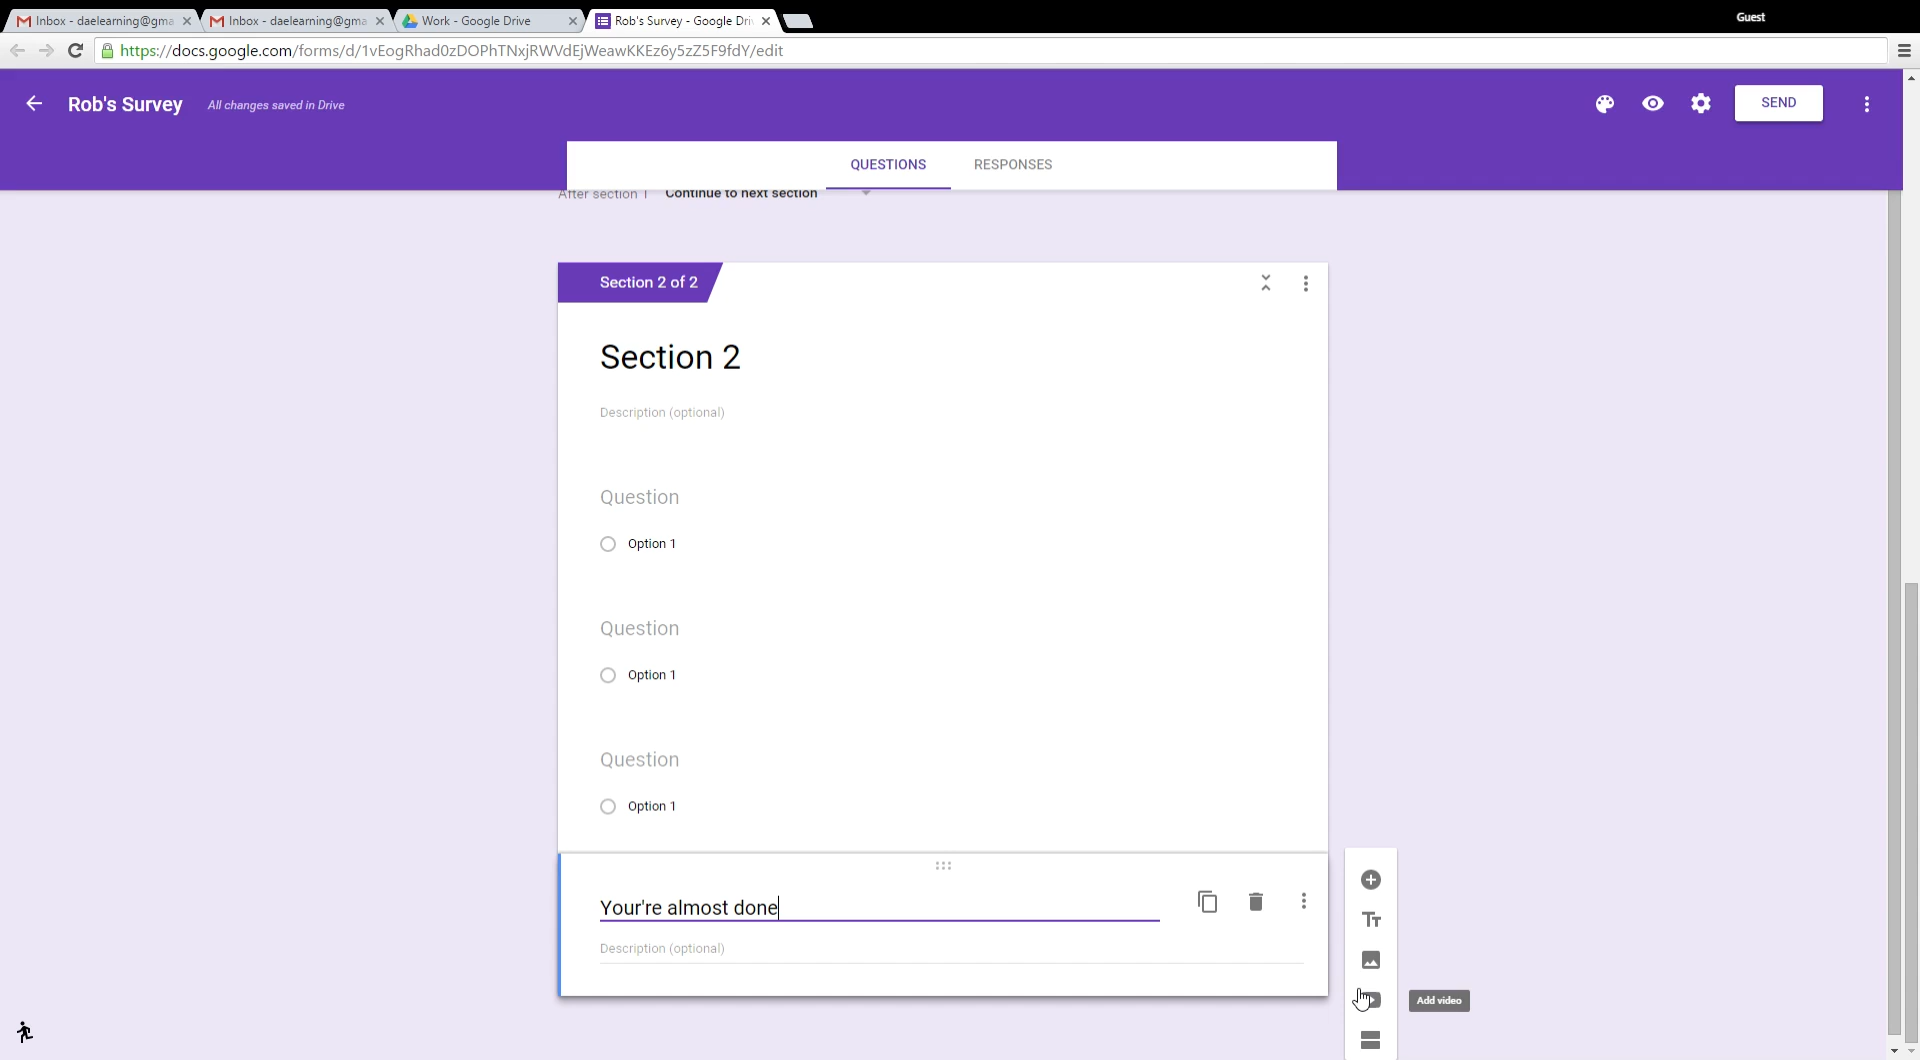 Inbox - daelearning@gma
Inbox - daelearning@gma
Work - Google Drive
Rob's Survey - Google Dri
Guest
https://docs.google.com/forms/d/1vEogRhad0zDOPhTNxjRWVdEjWeawKKEz6y5zZ5F9fdY/edit
Rob's Survey
All changes saved in Drive
SEND
QUESTIONS
RESPONSES
After section 1
Continue to next section
Section 2 of 2
Section 2
Description (optional)
Question
Option 1
Question
Option 1
Question
Option 1
Your're almost done
Description (optional)
Tt
Add video